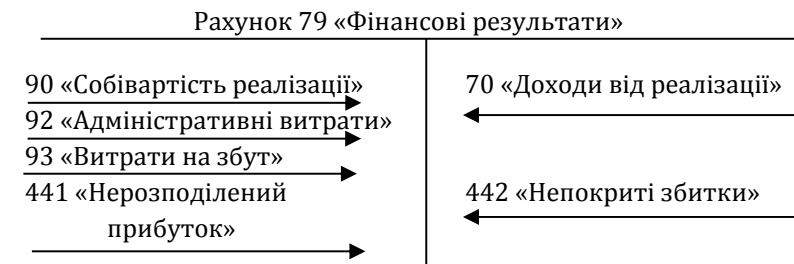 Рахунок 79 «Фінансові результати»
90 «Собівартість реалізації»
92 «Адміністративні витрати»
93 «Витрати на збут»
441 «Нерозподілений
прибуток»
70 «Доходи від реалізації»
442 «Непокриті збитки»